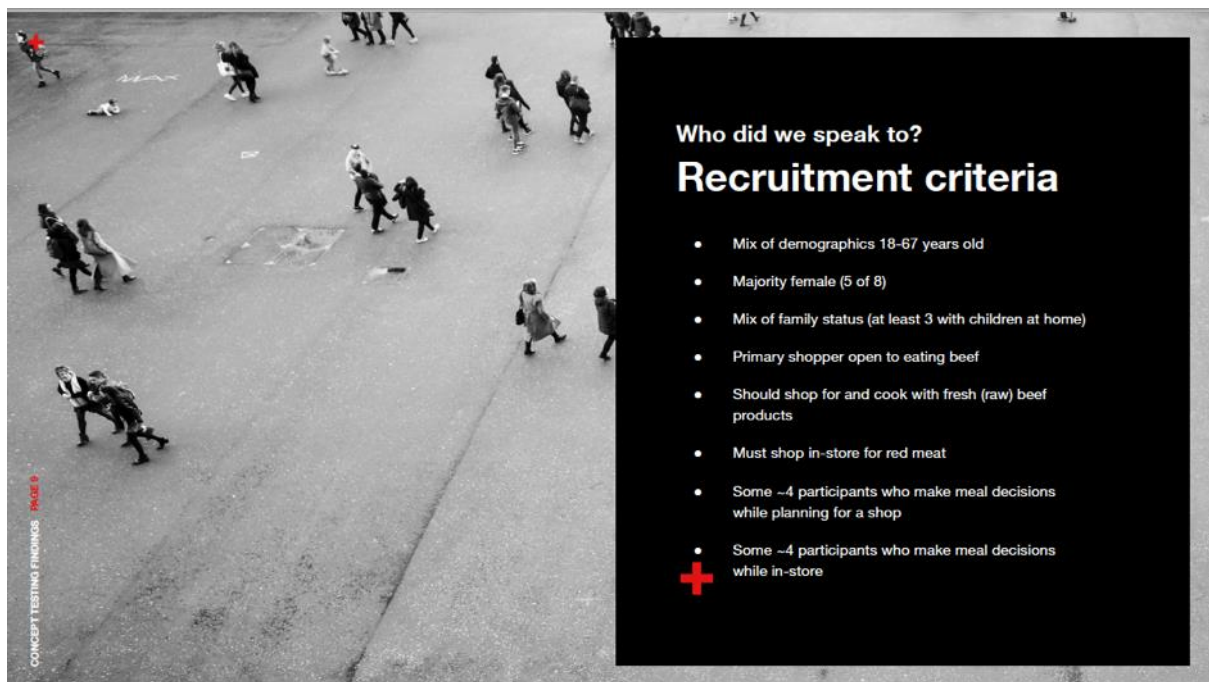 MAX
Who did we speak to?
Recruitment criteria
● Mix of demographics 18-67 years old
● Majority female (5 of 8)
● Mix of family status (at least 3 with children at home)
● Primary shopper open to eating beef
● Should shop for and cook with fresh (raw) beef
products
● Must shop in-store for red meat
● Some ~4 participants who make meal decisions
while planning for a shop
● Some ~4 participants who make meal decisions
while in-store
CONCEPT TESTING FINDINGS PAGE 9